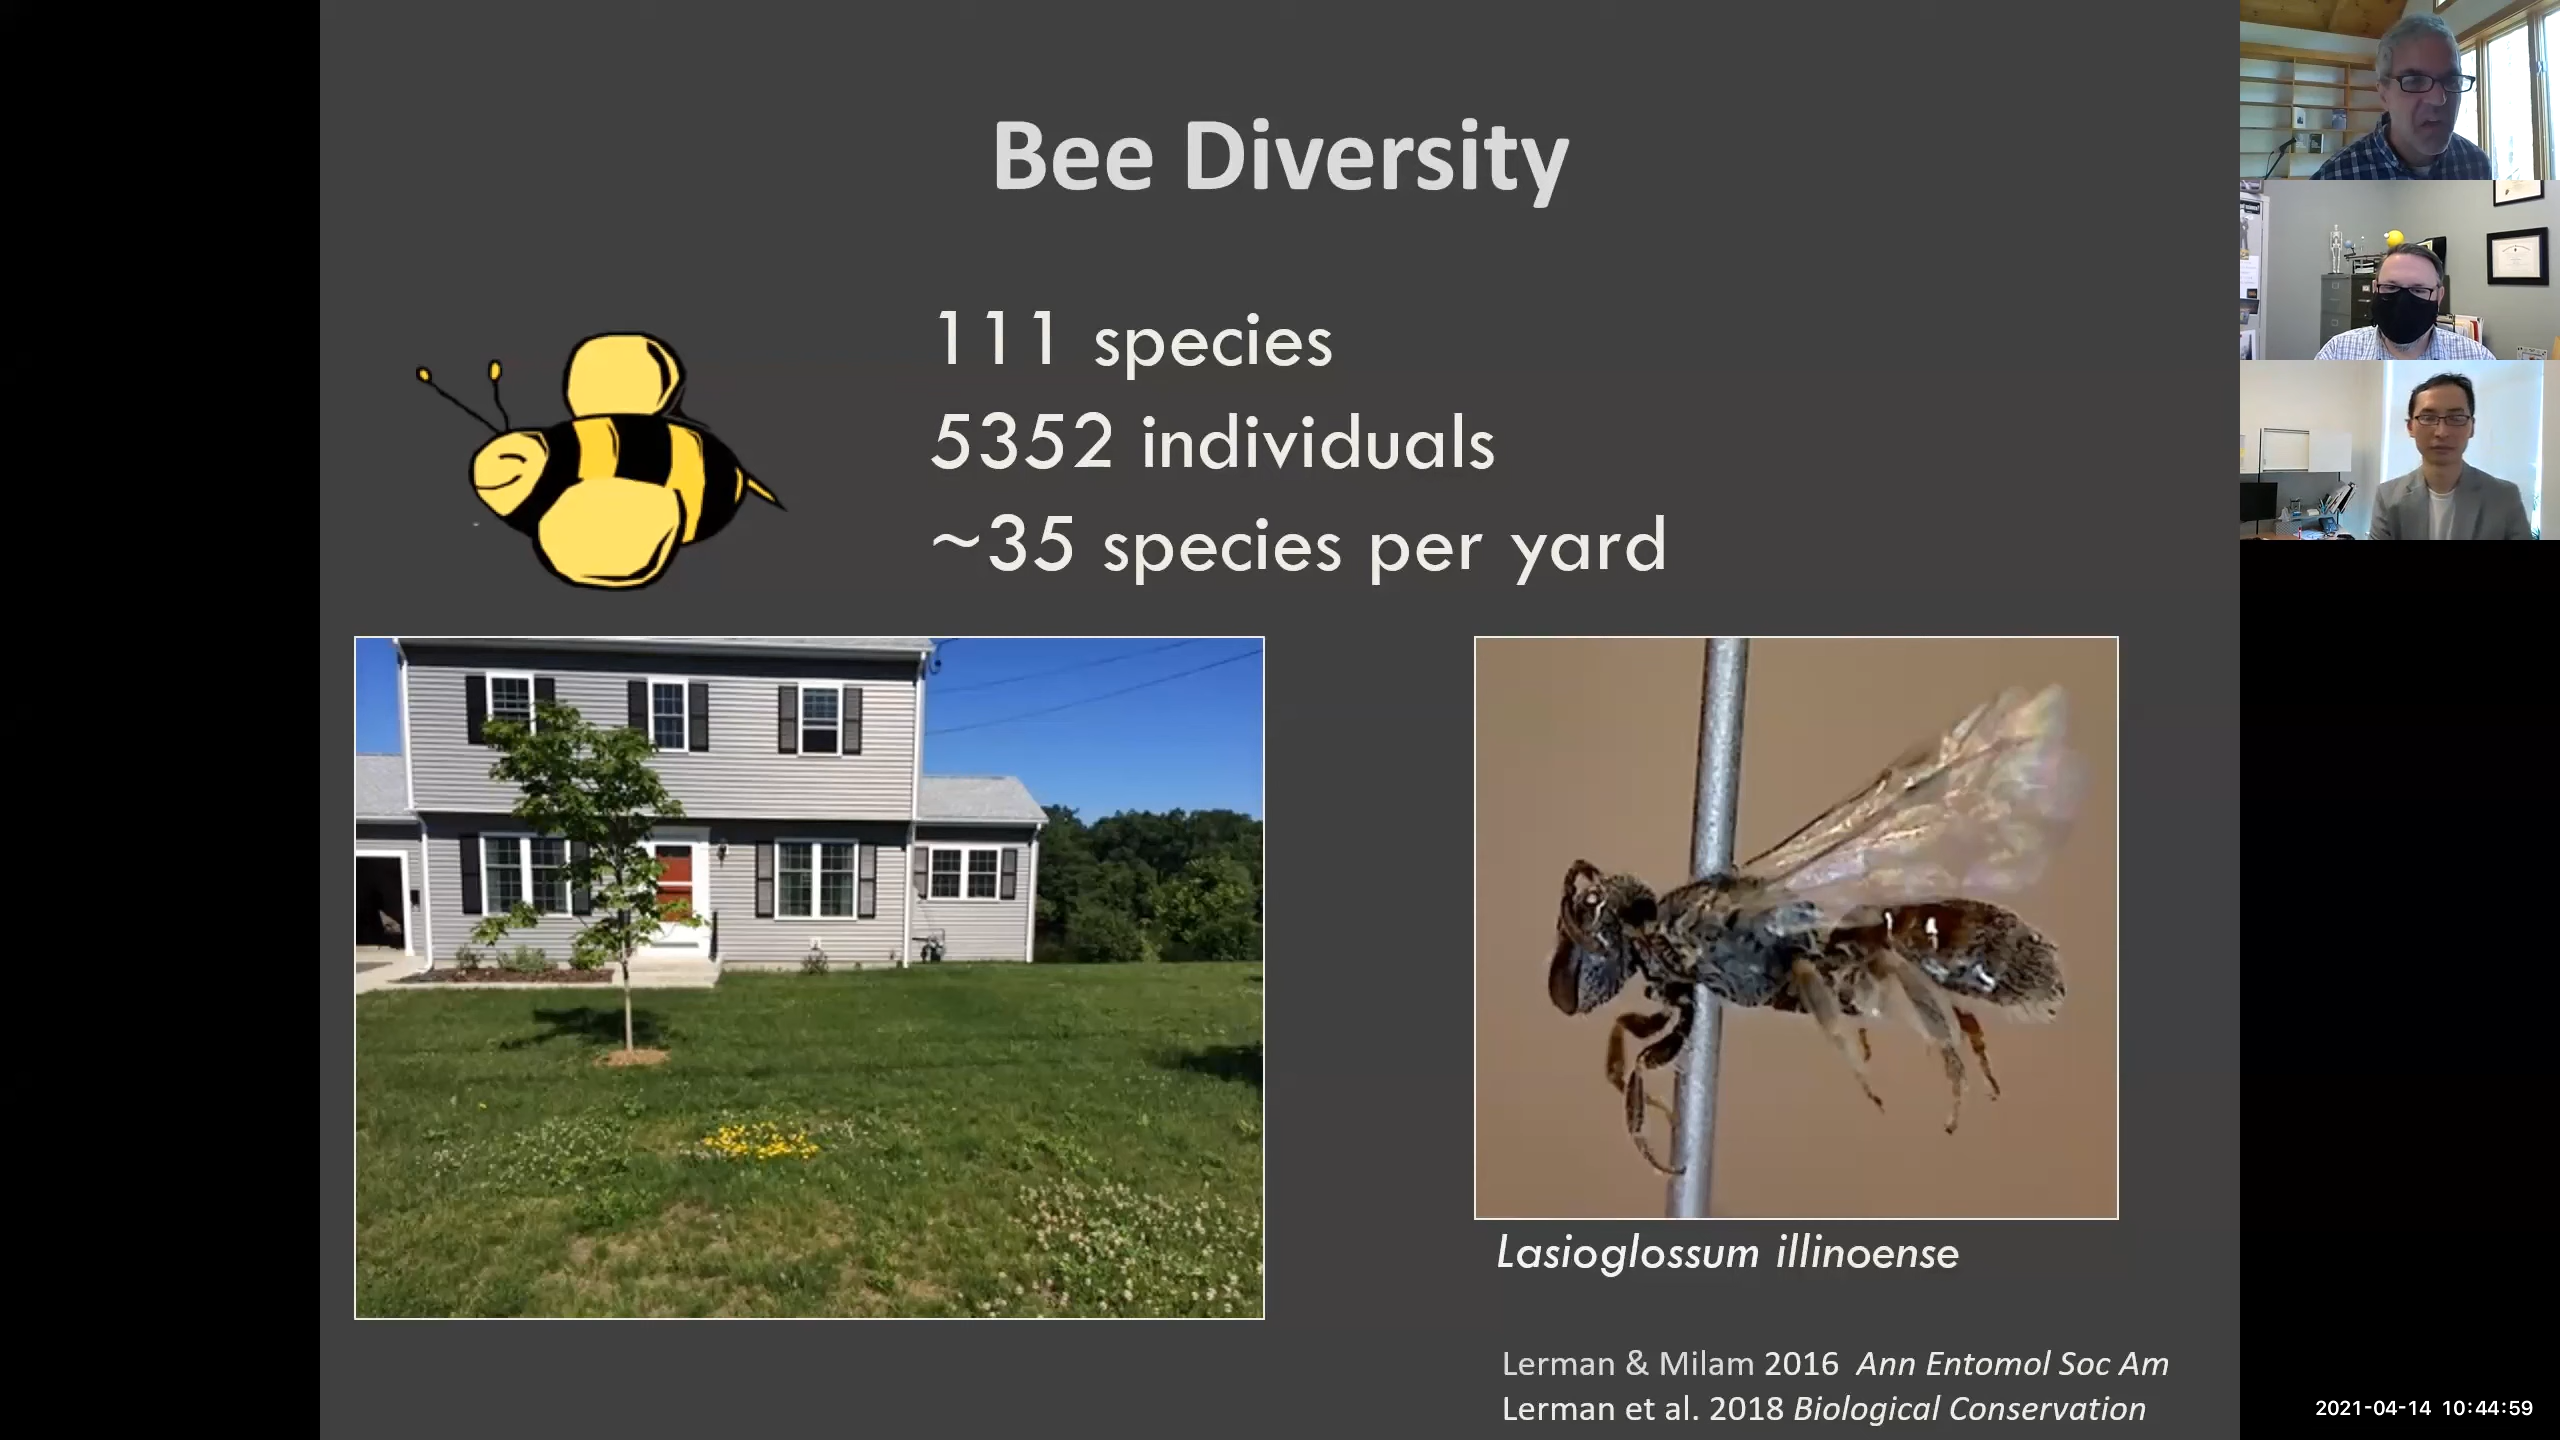 Bee Diversity
111 species
5352 individuals
~35 species per yard
Lasioglossum illinoense
Lerman & Milam 2016 Ann Entomol Soc Am
Lerman et al. 2018 Biological Conservation
2021-04-14 10:44:59